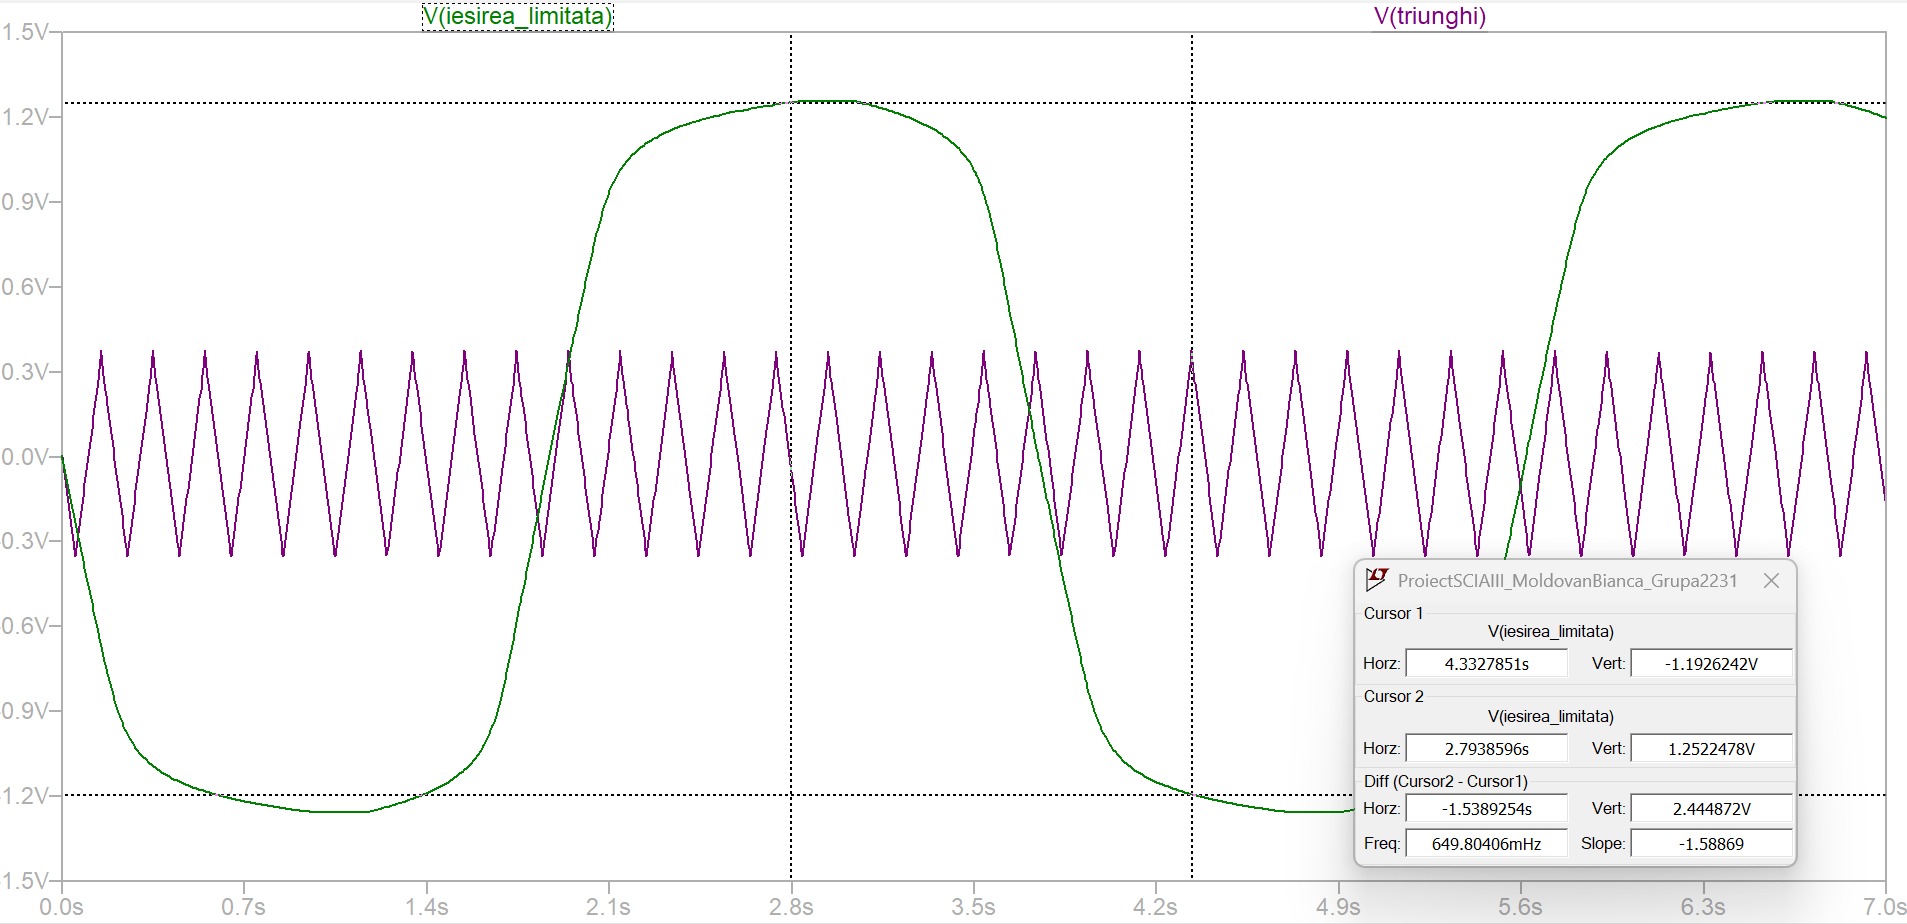 V(iesirea_limitata) V(triunghi)
1.5V
1.2V
0.9V
0.6V
0.3V
0.0V
0.3V
0.6V
0.9V
1.2V
1.5V
ProiectSCIAIII_MoldovanBianca_Grupa2231
Cursor 1
V(iesirea_limitata)
Horz: 4.3327851s Vert: -1.1926242V
Cursor 2
V(iesirea_limitata)
Horz: 2.7938596s Vert: 1.2522478V
Diff (Cursor2 - Cursor1)
Horz: -1.5389254s Vert: 2.444872V
Freq: 649.80406mHz Slope: -1.58869
0.0s 0.7s 1.4s 2.1s 2.8s 3.5s 4.2s 4.9s 5.6s 6.3s 7.0s